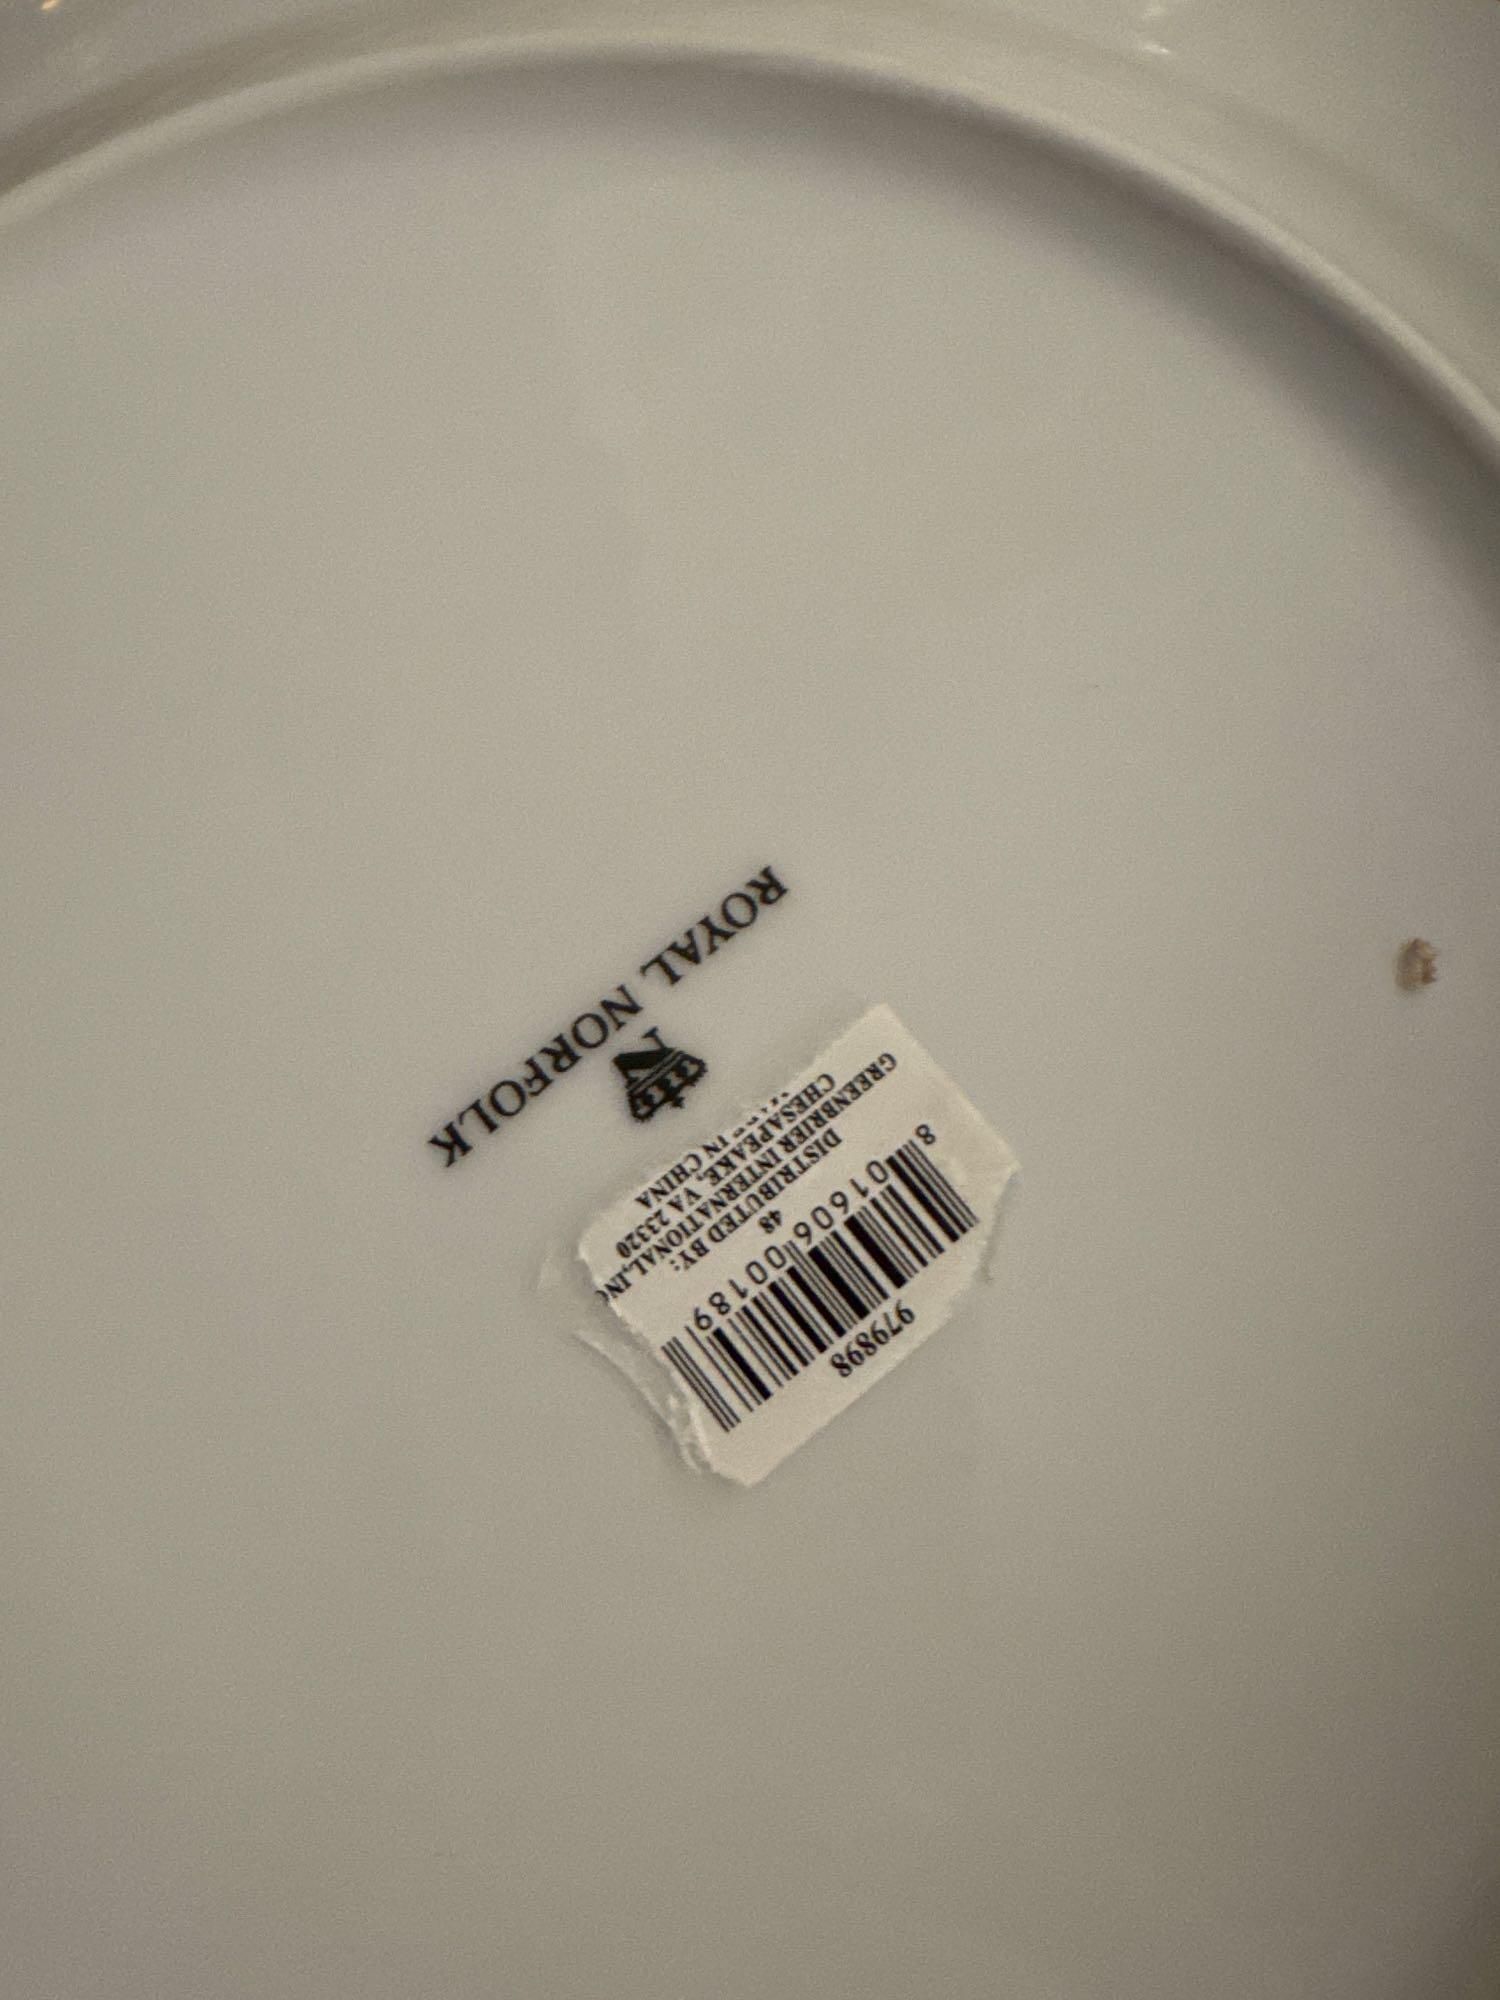 979898
8 01606 00189
48
DISTRIBUTED BY:
GREENBRIER INTERNATIONAL,INC
CHESAPEAKE, VA 23320
MADE IN CHINA
N
ROYAL NORFOLK